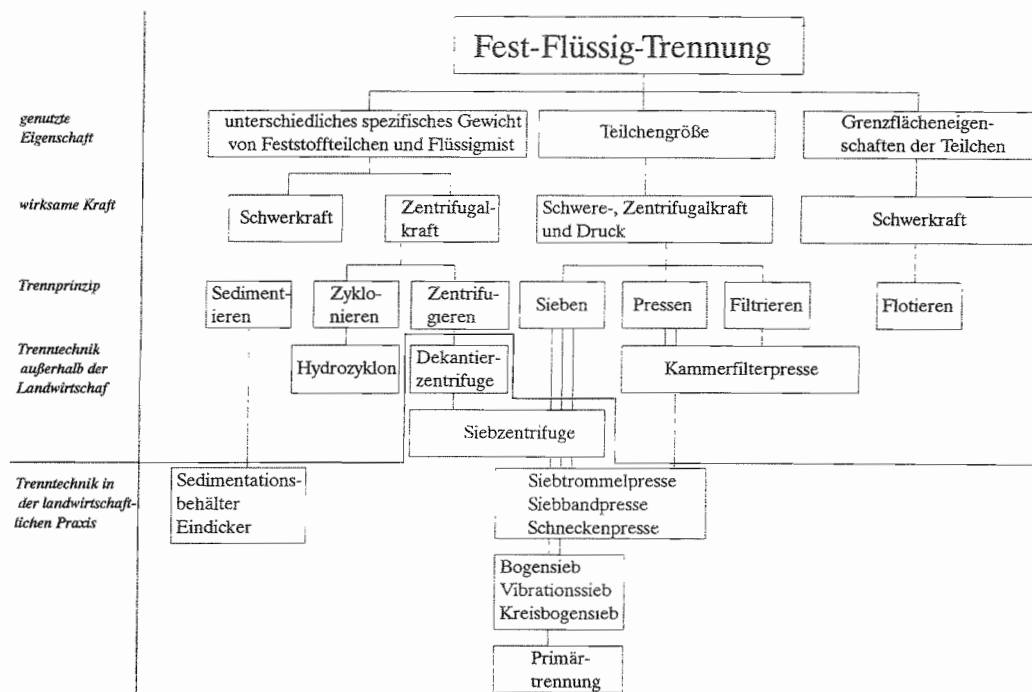 Fest-Flüssig-Trennung
genutzte
Eigenschaft
unterschiedliches spezifisches Gewicht
von Feststoffteilchen und Flüssigmist
Teilchengröße
Grenzflächeneigen-
schaften der Teilchen
wirksame Kraft
Schwerkraft
Zentrifugal-
kraft
Schwere-, Zentrifugalkraft
und Druck
Schwerkraft
Trennprinzip
Sediment-
ieren
Zyklo-
nieren
Zentrifu-
gieren
Sieben
Pressen
Filtrieren
Flotieren
Trenntechnik
außerhalb der
Landwirtschaf
Hydrozyklon
Dekantier-
zentrifuge
Kammerfilterpresse
Siebzentrifuge
Trenntechnik in
der landwirtschaft-
lichen Praxis
Sedimentations-
behälter
Eindicker
Siebtrommelpresse
Siebbandpresse
Schneckenpresse
Bogensieb
Vibrationssieb
Kreisbogensieb
Primär-
trennung